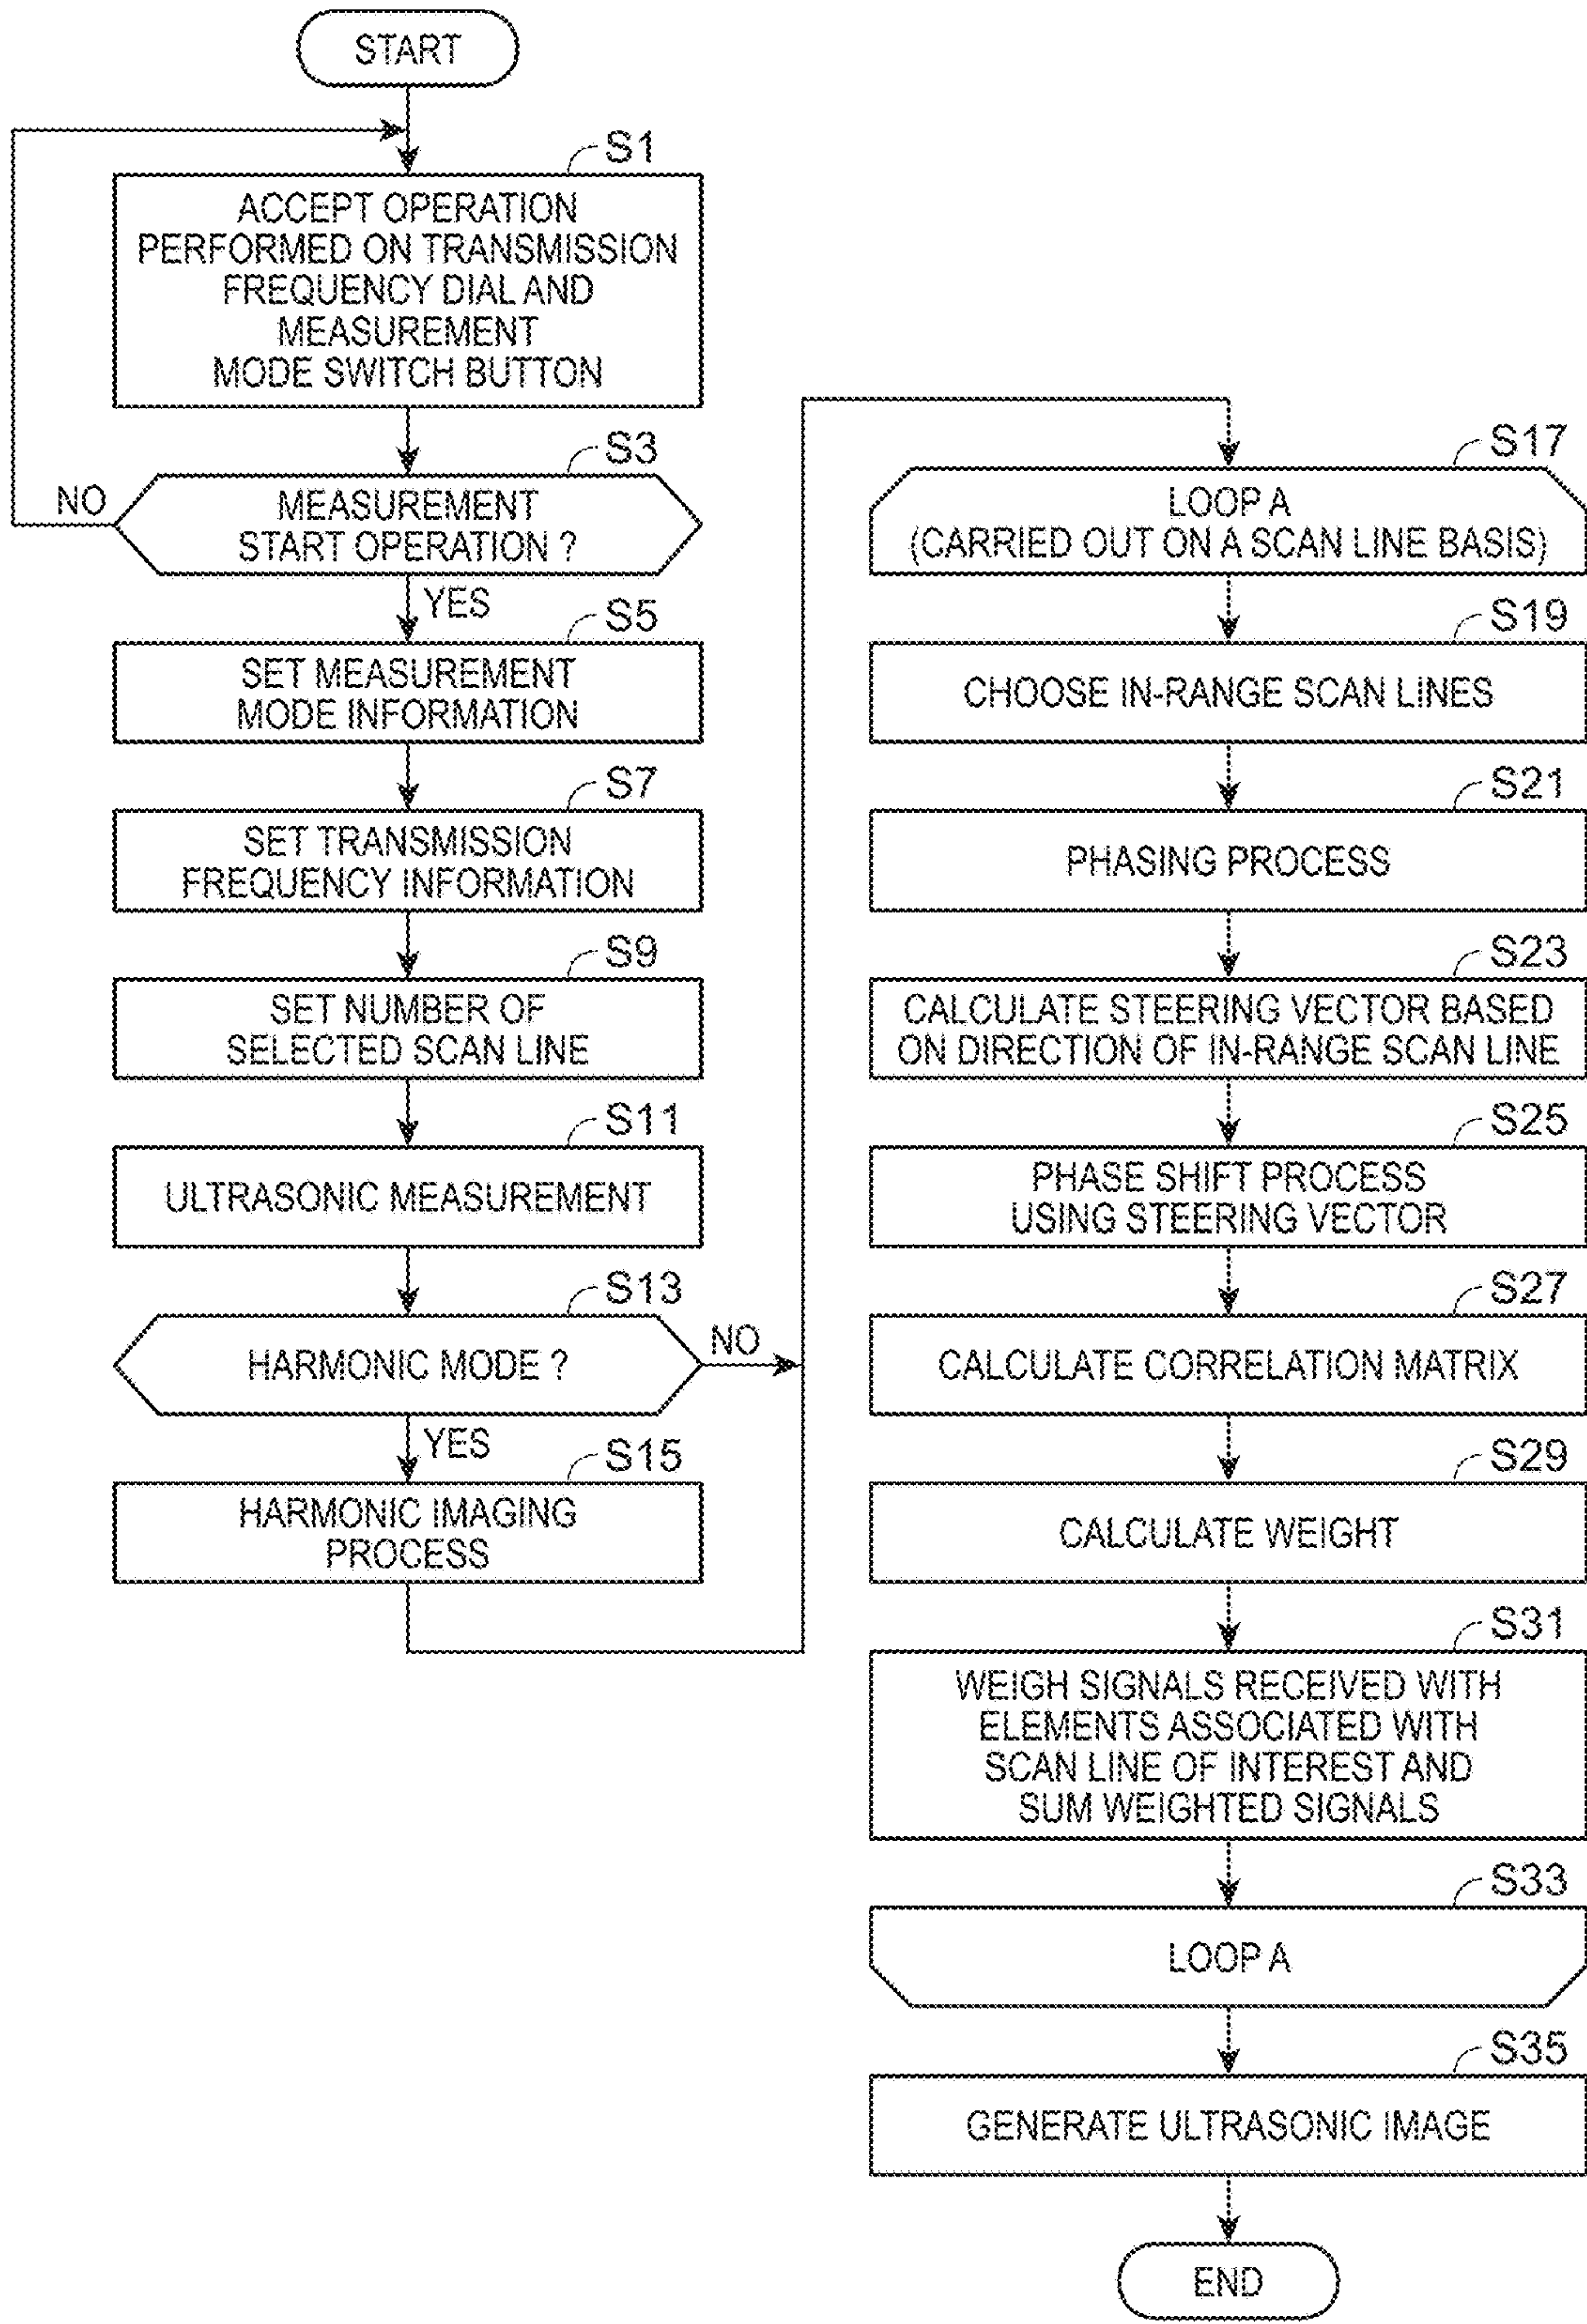 START
S1
ACCEPT OPERATION
PERFORMED ON TRANSMISSION
FREQUENCY DIAL AND
MEASUREMENT
MODE SWITCH BUTTON
S3
NO
MEASUREMENT
START OPERATION ?
YES
S5
SET MEASUREMENT
MODE INFORMATION
S7
SET TRANSMISSION
FREQUENCY INFORMATION
S9
SET NUMBER OF
SELECTED SCAN LINE
S11
ULTRASONIC MEASUREMENT
S13
HARMONIC MODE ?
NO
YES
S15
HARMONIC IMAGING
PROCESS
S17
LOOP A
(CARRIED OUT ON A SCAN LINE BASIS)
S19
CHOOSE IN-RANGE SCAN LINES
S21
PHASING PROCESS
S23
CALCULATE STEERING VECTOR BASED
ON DIRECTION OF IN-RANGE SCAN LINE
S25
PHASE SHIFT PROCESS
USING STEERING VECTOR
S27
CALCULATE CORRELATION MATRIX
S29
CALCULATE WEIGHT
S31
WEIGH SIGNALS RECEIVED WITH
ELEMENTS ASSOCIATED WITH
SCAN LINE OF INTEREST AND
SUM WEIGHTED SIGNALS
S33
LOOP A
S35
GENERATE ULTRASONIC IMAGE
END